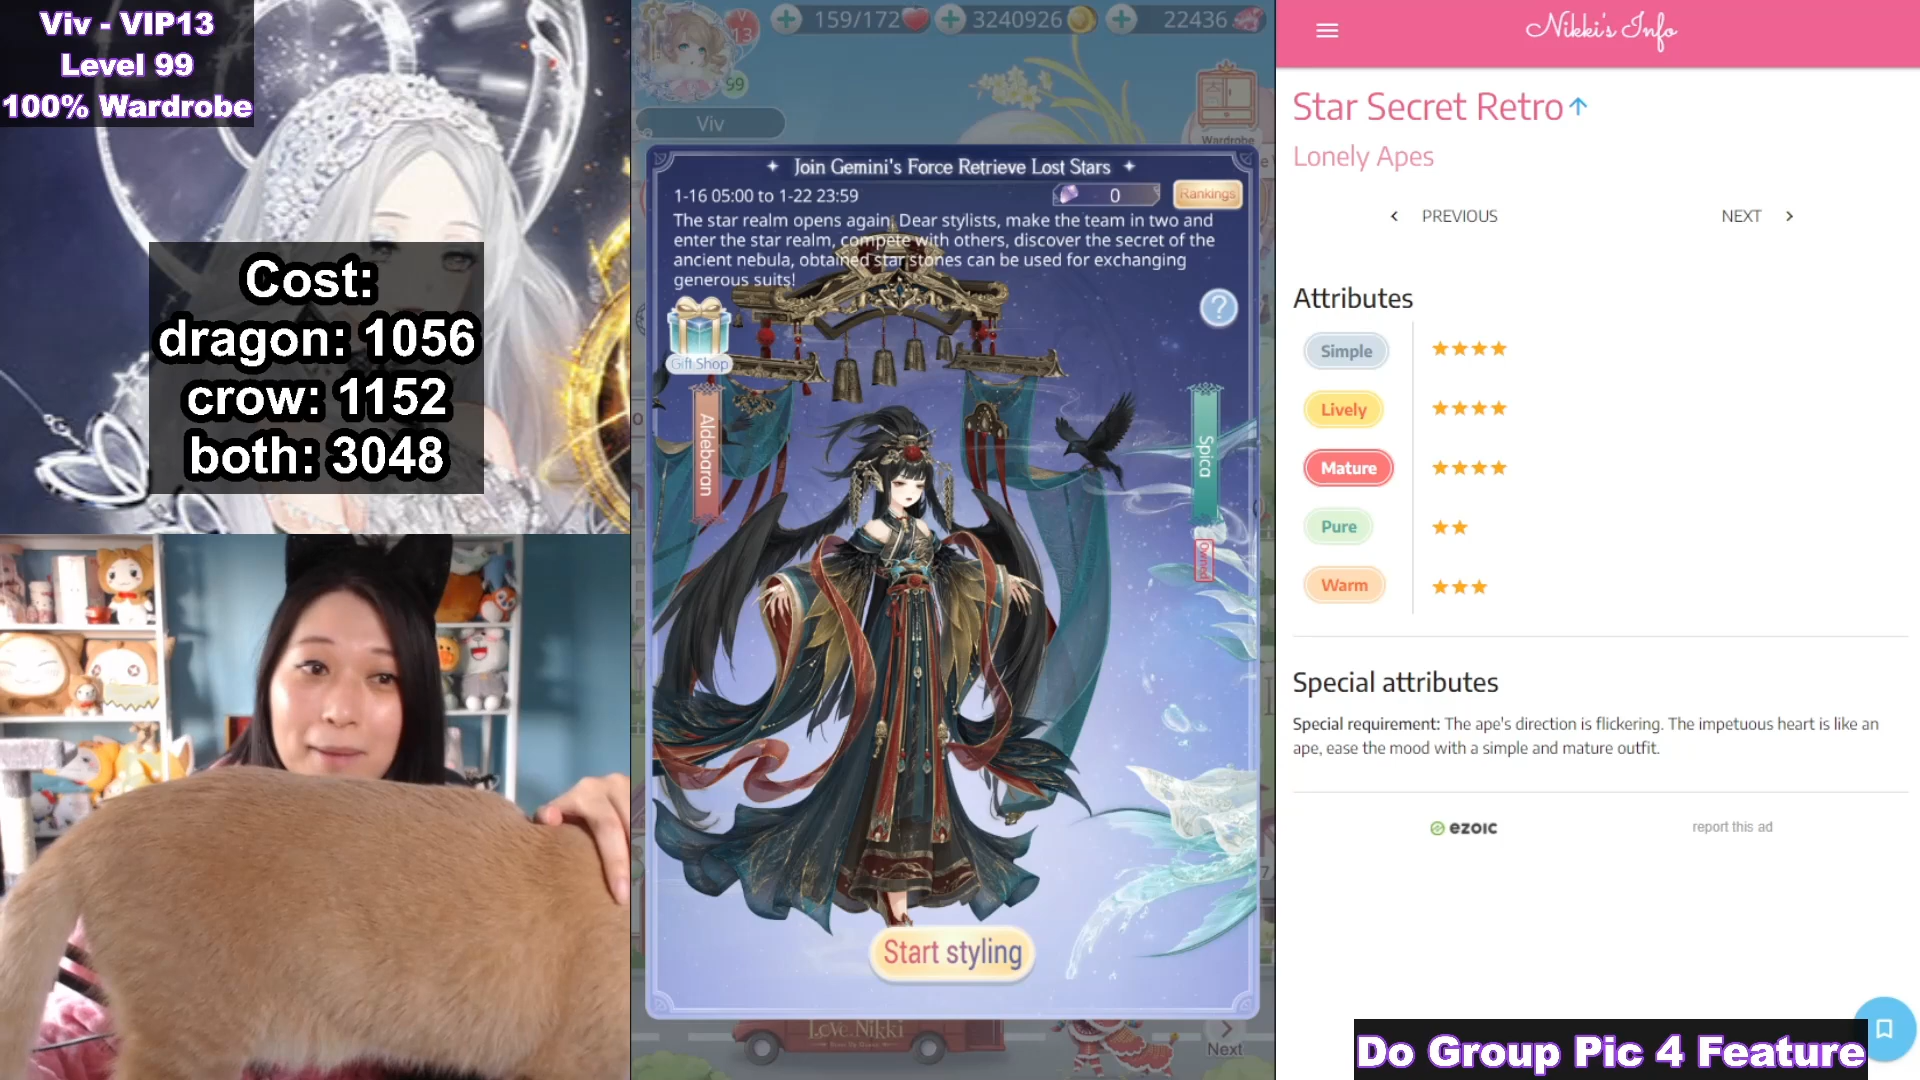 Viv - VIP13
Level 99
100% Wardrobe
Cost:
dragon: 1056
crow: 1152
both: 3048
V
13
159/172
3240926
22436
99
Viv
Wardrobe
Join Gemini's Force Retrieve Lost Stars
1-16 05:00 to 1-22 23:59
0
Rankings
The star realm opens again, Dear stylists, make the team in two and
enter the star realm, compete with others, discover the secret of the
ancient nebula, obtained star stones can be used for exchanging
generous suits!
?
Gift Shop
Aldebaran
Spica
Owned
Start styling
Love Nikki
Next
Nikki's Info
Star Secret Retro
Lonely Apes
PREVIOUS
NEXT
Attributes
Simple
Lively
Mature
Pure
Warm
Special attributes
Special requirement: The ape's direction is flickering. The impetuous heart is like an
ape, ease the mood with a simple and mature outfit.
ezoic
report this ad
Do Group Pic 4 Feature